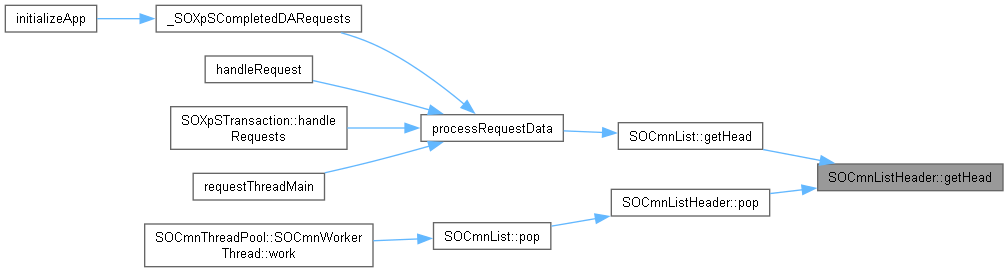 initializeApp
_SOXpSCompletedDARequests
handleRequest
SOXpSTransaction::handle
Requests
requestThreadMain
processRequestData
SOCmnList::getHead
SOCmnListHeader::getHead
SOCmnListHeader::pop
SOCmnList::pop
SOCmnThreadPool::SOCmnWorker
Thread::work